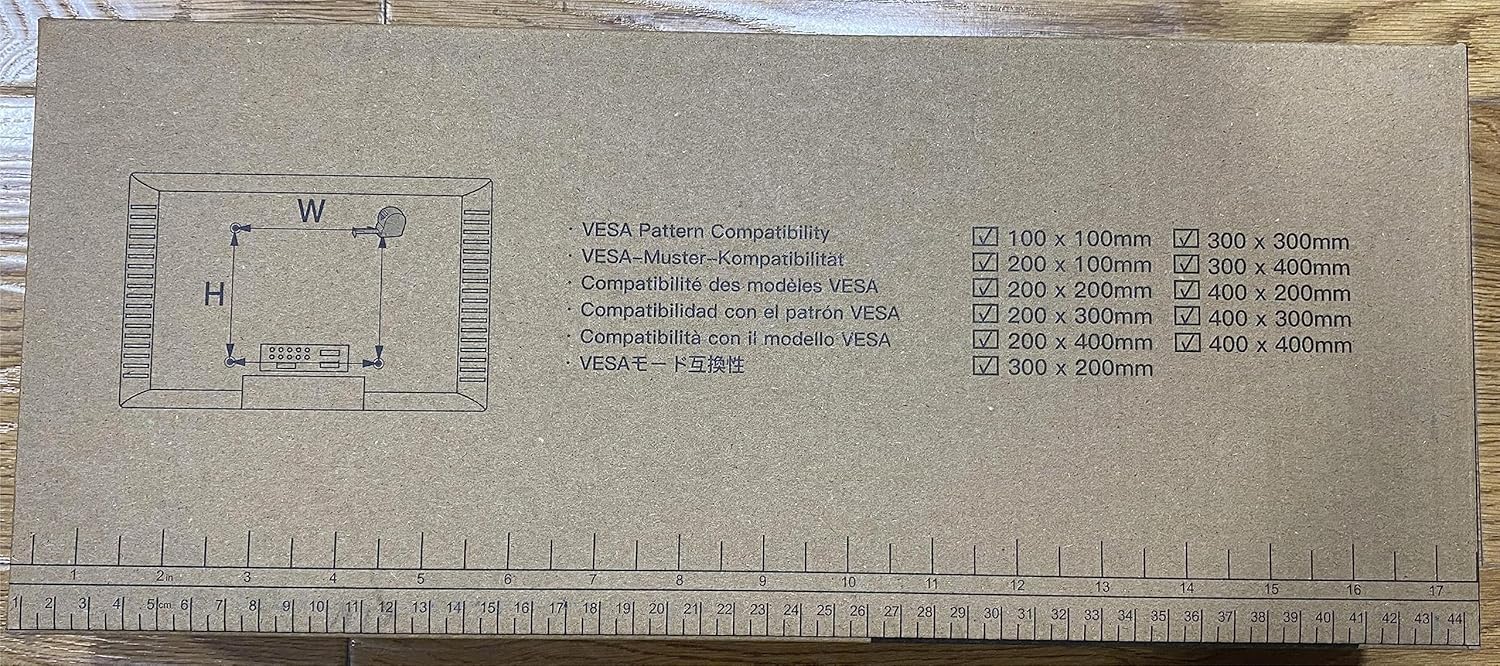 W
H
· VESA Pattern Compatibility
· VESA-Muster-Kompatibilität
· Compatibilité des modèles VESA
· Compatibilidad con el patrón VESA
· Compatibilità con il modello VESA
· VESAモード互換性
☑ 100 x 100mm ☑ 300 x 300mm
☑ 200 x 100mm ☑ 300 x 400mm
☑ 200 x 200mm ☑ 400 x 200mm
☑ 200 x 300mm ☑ 400 x 300mm
☑ 200 x 400mm ☑ 400 x 400mm
☑ 300 x 200mm
1 2in 3 4 5 6 7 8 9 10 11 12 13 14 15 16 17
1 2 3 4 5cm 6 7 8 9 10 11 12 13 14 15 16 17 18 19 20 21 22 23 24 25 26 27 28 29 30 31 32 33 34 35 36 37 38 39 40 41 42 43 44